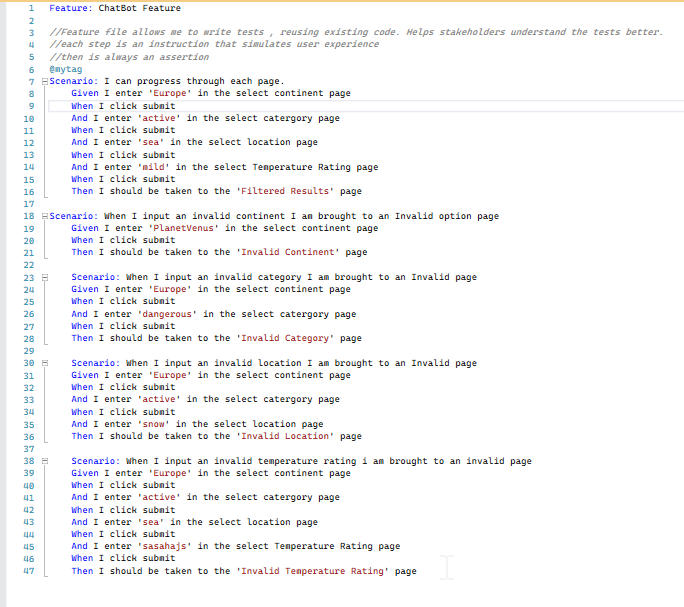 1 Feature: ChatBot Feature
2
3 //Feature file allows me to write tests , reusing existing code. Helps stakeholders understand the tests better.
4 //each step is an instruction that simulates user experience
5 //then is always an assertion
6 @mytag
7 Scenario: I can progress through each page.
8 Given I enter 'Europe' in the select continent page
9 When I click submit
10 And I enter 'active' in the select catergory page
11 When I click submit
12 And I enter 'sea' in the select location page
13 When I click submit
14 And I enter 'mild' in the select Temperature Rating page
15 When I click submit
16 Then I should be taken to the 'Filtered Results' page
17
18 Scenario: When I input an invalid continent I am brought to an Invalid option page
19 Given I enter 'PlanetVenus' in the select continent page
20 When I click submit
21 Then I should be taken to the 'Invalid Continent' page
22
23 Scenario: When I input an invalid category I am brought to an Invalid page
24 Given I enter 'Europe' in the select continent page
25 When I click submit
26 And I enter 'dangerous' in the select catergory page
27 When I click submit
28 Then I should be taken to the 'Invalid Category' page
29
30 Scenario: When I input an invalid location I am brought to an Invalid page
31 Given I enter 'Europe' in the select continent page
32 When I click submit
33 And I enter 'active' in the select catergory page
34 When I click submit
35 And I enter 'snow' in the select location page
36 Then I should be taken to the 'Invalid Location' page
37
38 Scenario: When I input an invalid temperature rating i am brought to an invalid page
39 Given I enter 'Europe' in the select continent page
40 When I click submit
41 And I enter 'active' in the select catergory page
42 When I click submit
43 And I enter 'sea' in the select location page
44 When I click submit
45 And I enter 'sasahajs' in the select Temperature Rating page
46 When I click submit
47 Then I should be taken to the 'Invalid Temperature Rating' page